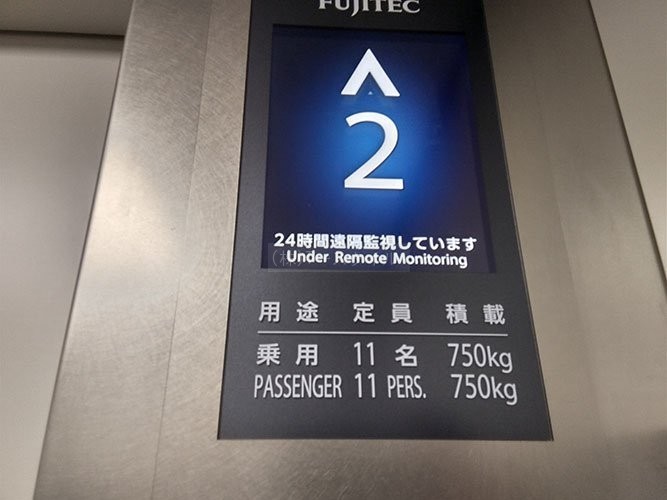 FUJITEC
2
24時間遠隔監視しています
Under Remote Monitoring
用途 定員 積載
乗用 11名 750kg
PASSENGER 11 PERS. 750kg